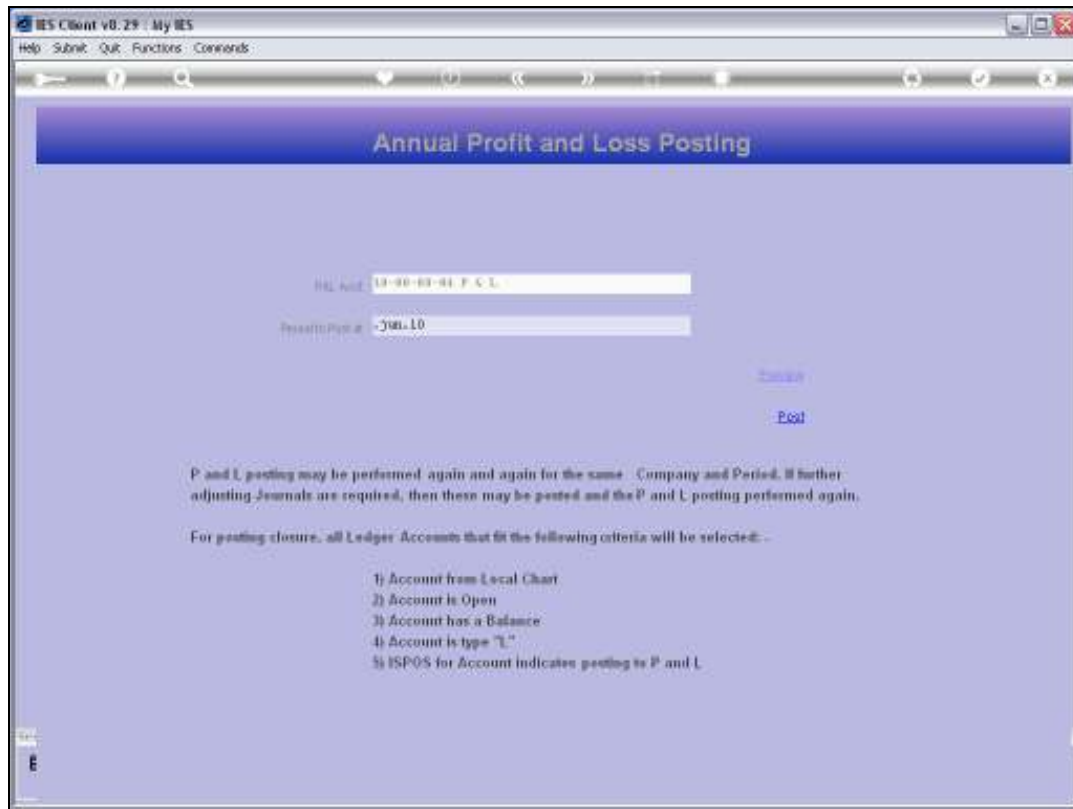 IES Client v8.29 : My IES
Help Submit Quit Functions Commands
Annual Profit and Loss Posting
P&L Acct
P & L
.jun.10
Post
P and L posting may be performed again and again for the same Company and Period. If further
adjusting Journals are required, then these may be posted and the P and L posting performed again.
For posting closure, all Ledger Accounts that fit the following criteria will be selected: -
1) Account from Local Chart
2) Account is Open
3) Account has a Balance
4) Account is type "L"
5) ISPOS for Account indicates posting to P and L